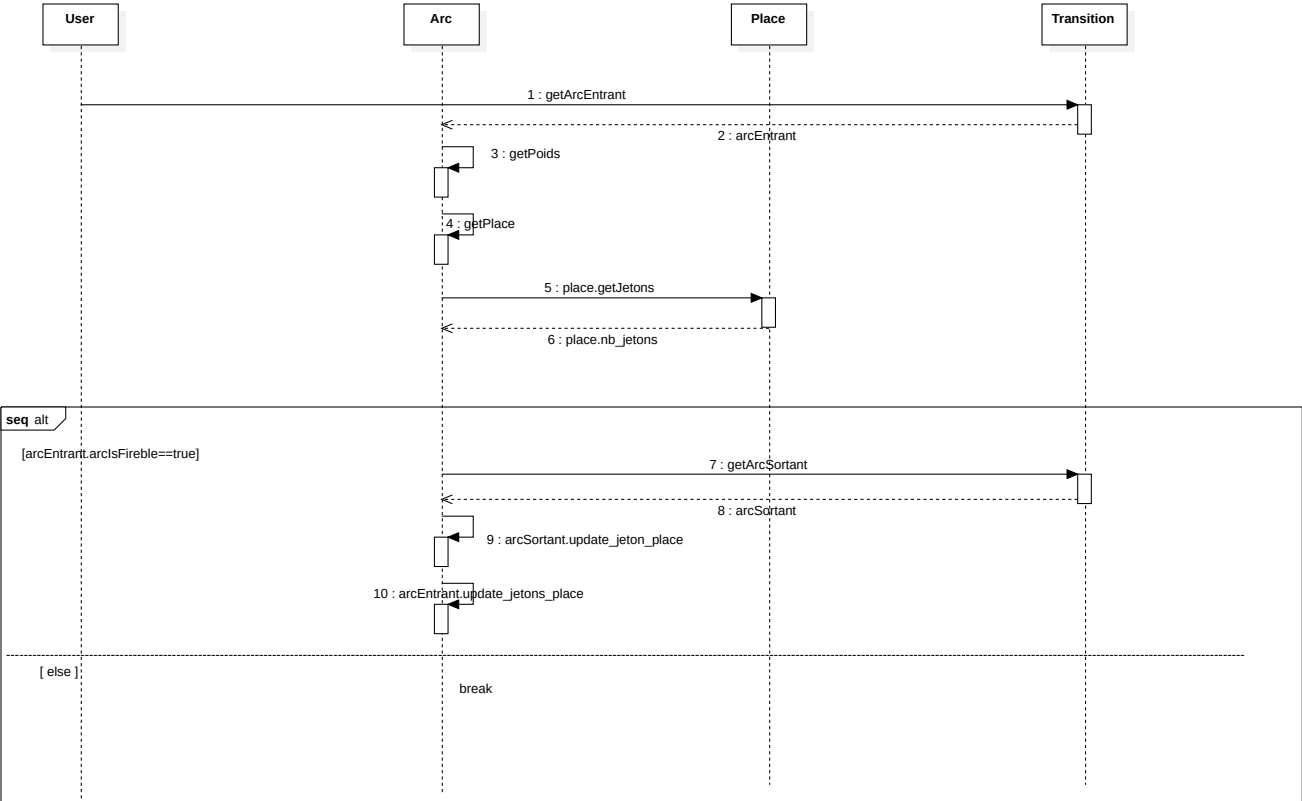 User
Arc
Place
Transition
1 : getArcEntrant
2 : arcEntrant
3 : getPoids
4 : getPlace
5 : place.getJetons
6 : place.nb_jetons
seq alt
[arcEntrant.arcIsFireble==true]
7 : getArcSortant
8 : arcSortant
9 : arcSortant.update_jeton_place
10 : arcEntrant.update_jetons_place
[ else ]
break